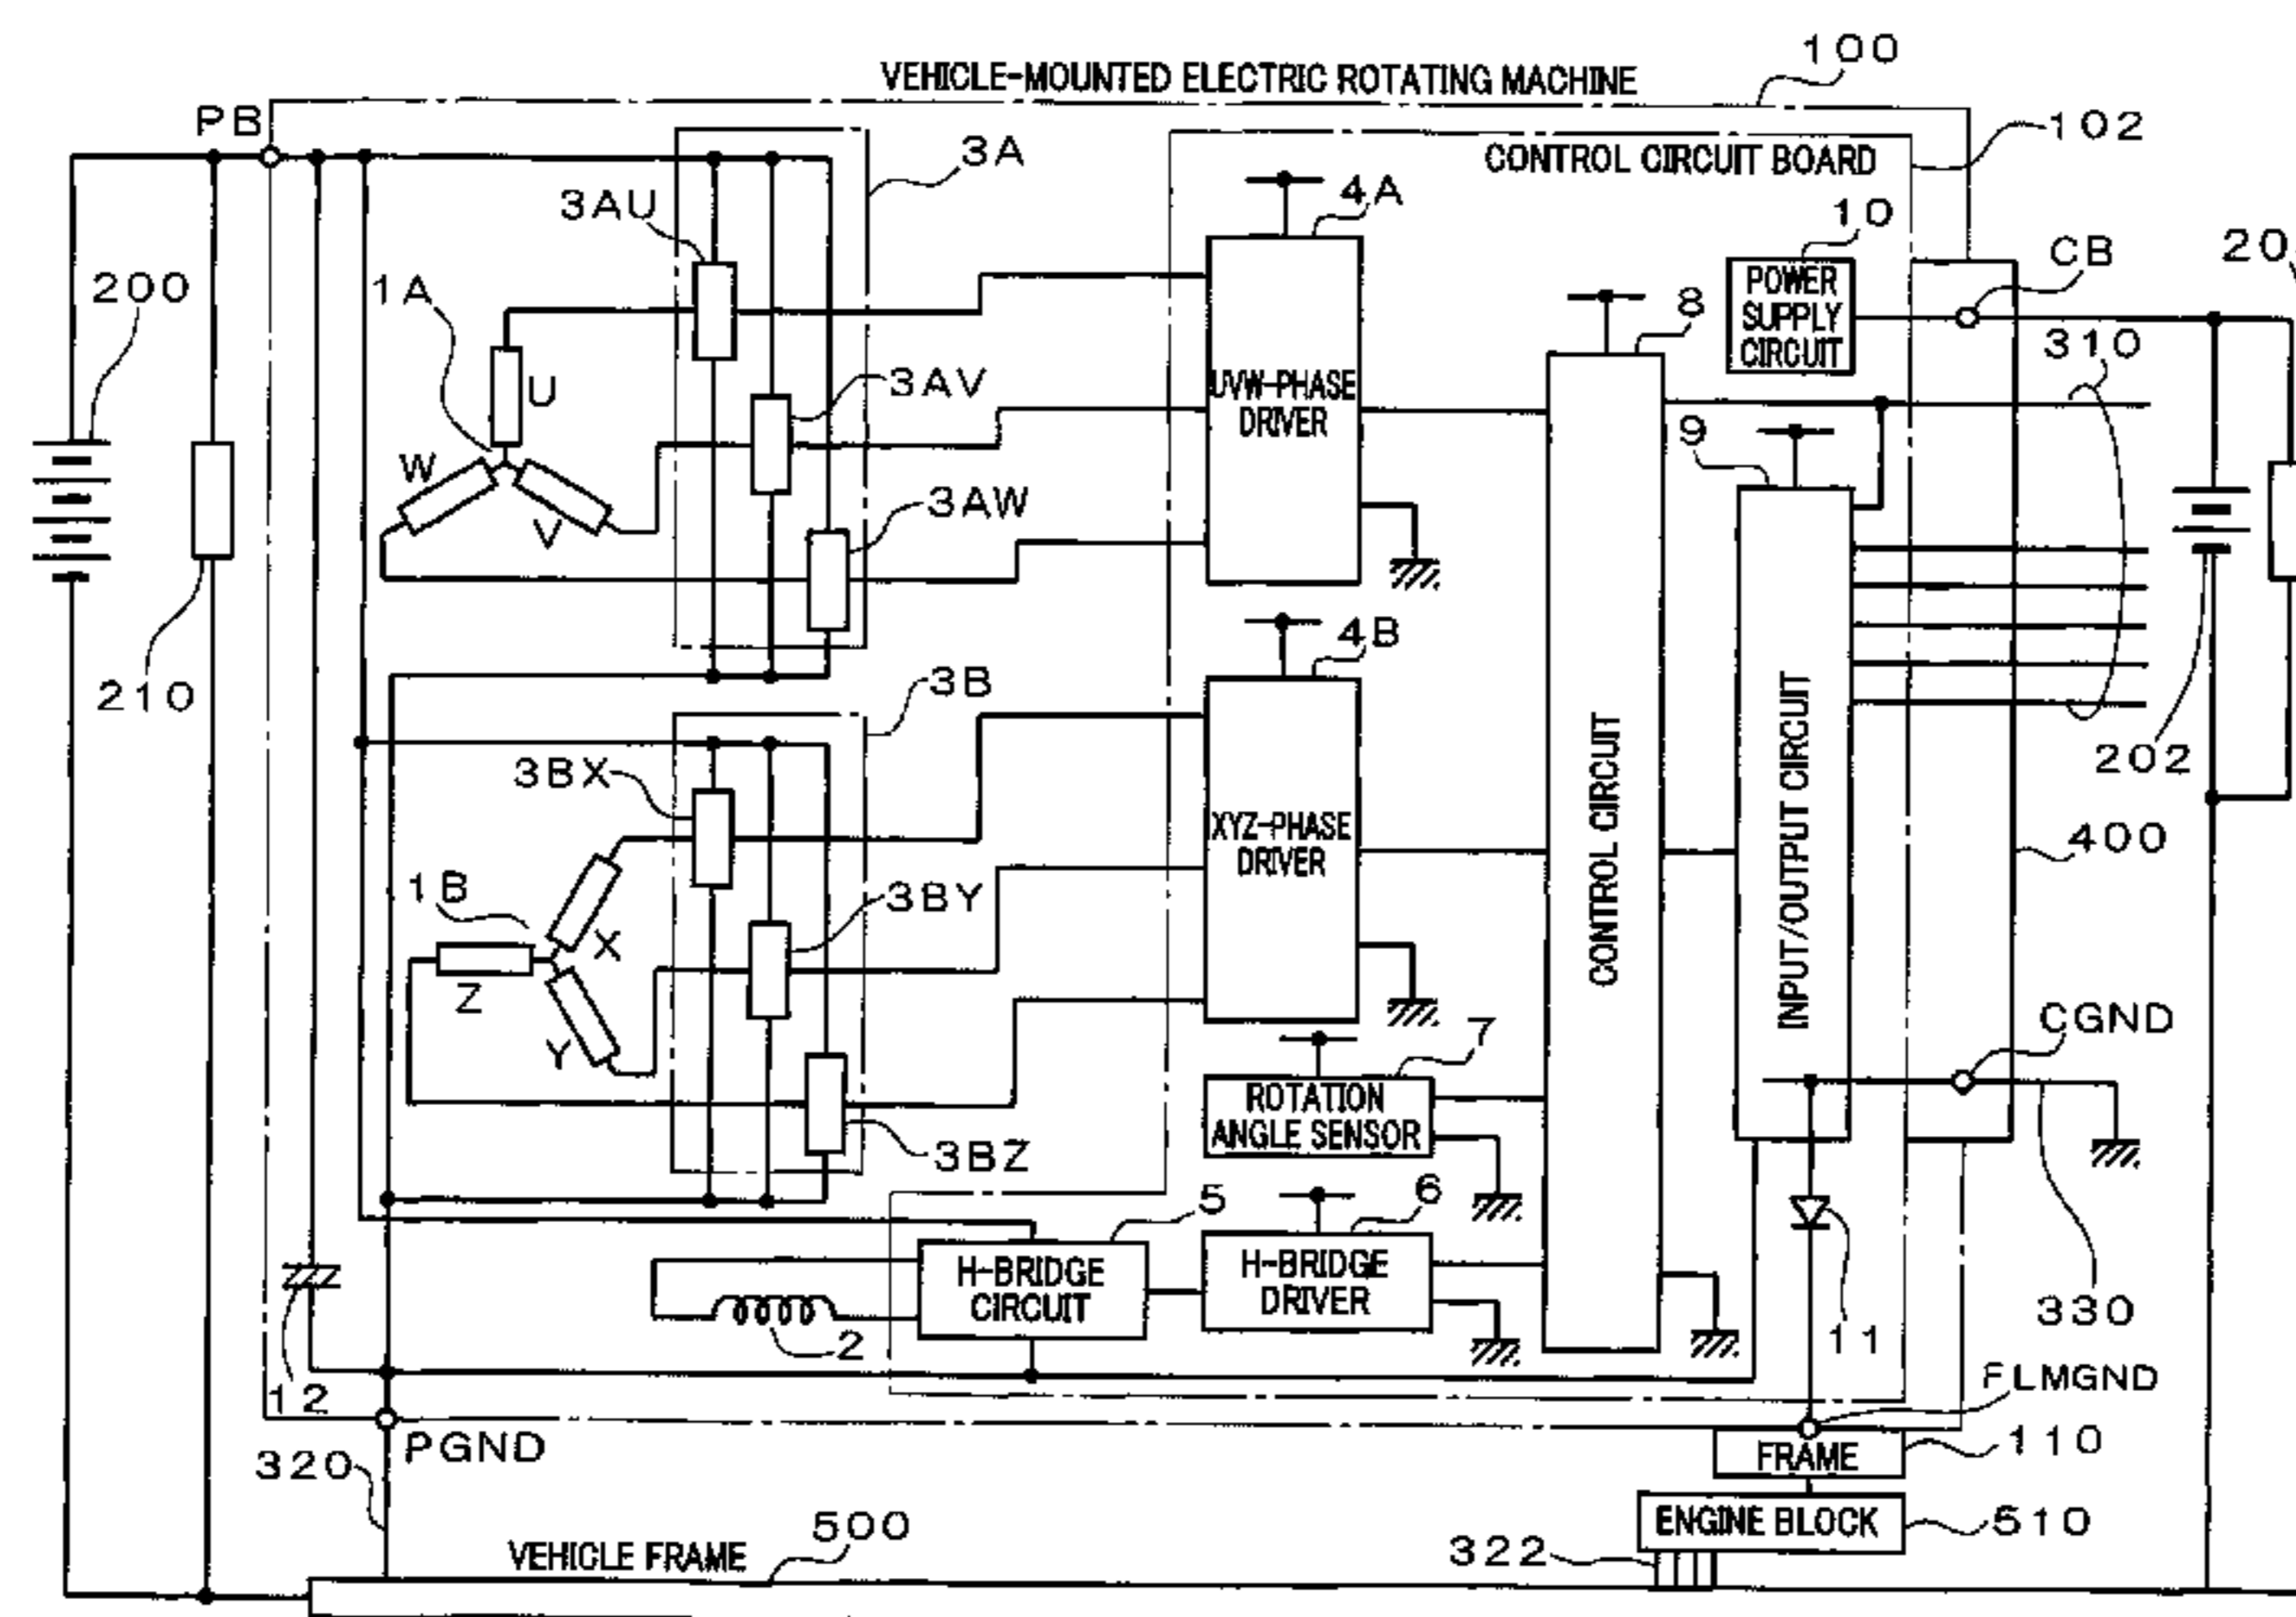 100
VEHICLE-MOUNTED ELECTRIC ROTATING MACHINE
PB
102
3A
CONTROL CIRCUIT BOARD
3AU
4A
10
CB
20
200
1A
POWER
SUPPLY
CIRCUIT
8
310
U
3AV
UVW-PHASE
DRIVER
9
W
V
3AW
210
4B
3B
202
3BX
CONTROL CIRCUIT
INPUT/OUTPUT CIRCUIT
XYZ-PHASE
DRIVER
400
1B
3BY
X
Z
Y
7
CGND
ROTATION
ANGLE SENSOR
3BZ
5
6
H-BRIDGE
CIRCUIT
H-BRIDGE
DRIVER
2
11
330
12
FLMGND
PGND
320
FRAME
110
ENGINE BLOCK
510
500
VEHICLE FRAME
322